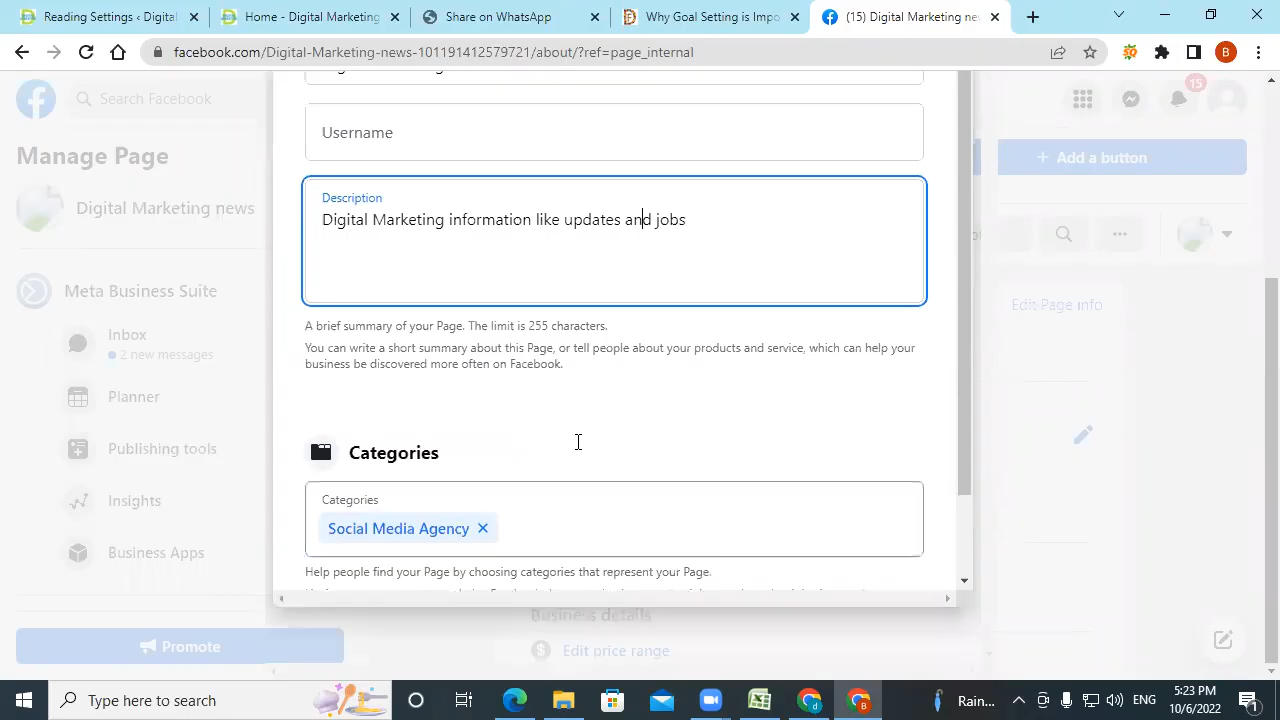 Reading Settings ‹ Digital
Home - Digital Marketing
Share on WhatsApp
Why Goal Setting is Impo
(15) Digital Marketing ne
facebook.com/Digital-Marketing-news-101191412579721/about/?ref=page_internal
B
Search Facebook
15
Manage Page
Digital Marketing news
Meta Business Suite
Inbox
2 new messages
Planner
Publishing tools
Insights
Business Apps
Promote
Username
Description
Digital Marketing information like updates and jobs
A brief summary of your Page. The limit is 255 characters.
You can write a short summary about this Page, or tell people about your products and service, which can help your
business be discovered more often on Facebook.
Categories
Categories
Social Media Agency
Help people find your Page by choosing categories that represent your Page.
+ Add a button
Edit Page info
Business details
Edit price range
Type here to search
Rain...
ENG
5:23 PM
10/6/2022
1